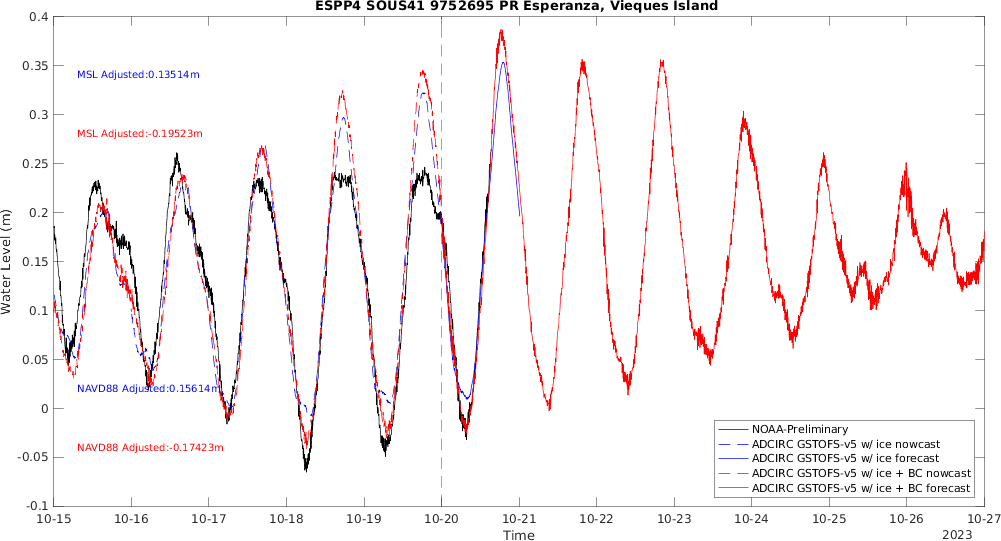 ESPP4 SOUS41 9752695 PR Esperanza, Vieques Island
0.4
0.35
0.3
0.25
0.2
0.15
0.1
0.05
0
-0.05
-0.1
Water Level (m)
MSL Adjusted:0.13514m
MSL Adjusted:-0.19523m
NAVD88 Adjusted:0.15614m
NAVD88 Adjusted:-0.17423m
NOAA-Preliminary
ADCIRC GSTOFS-v5 w/ ice nowcast
ADCIRC GSTOFS-v5 w/ ice forecast
ADCIRC GSTOFS-v5 w/ ice + BC nowcast
ADCIRC GSTOFS-v5 w/ ice + BC forecast
10-15 10-16 10-17 10-18 10-19 10-20 10-21 10-22 10-23 10-24 10-25 10-26 10-27
Time
2023